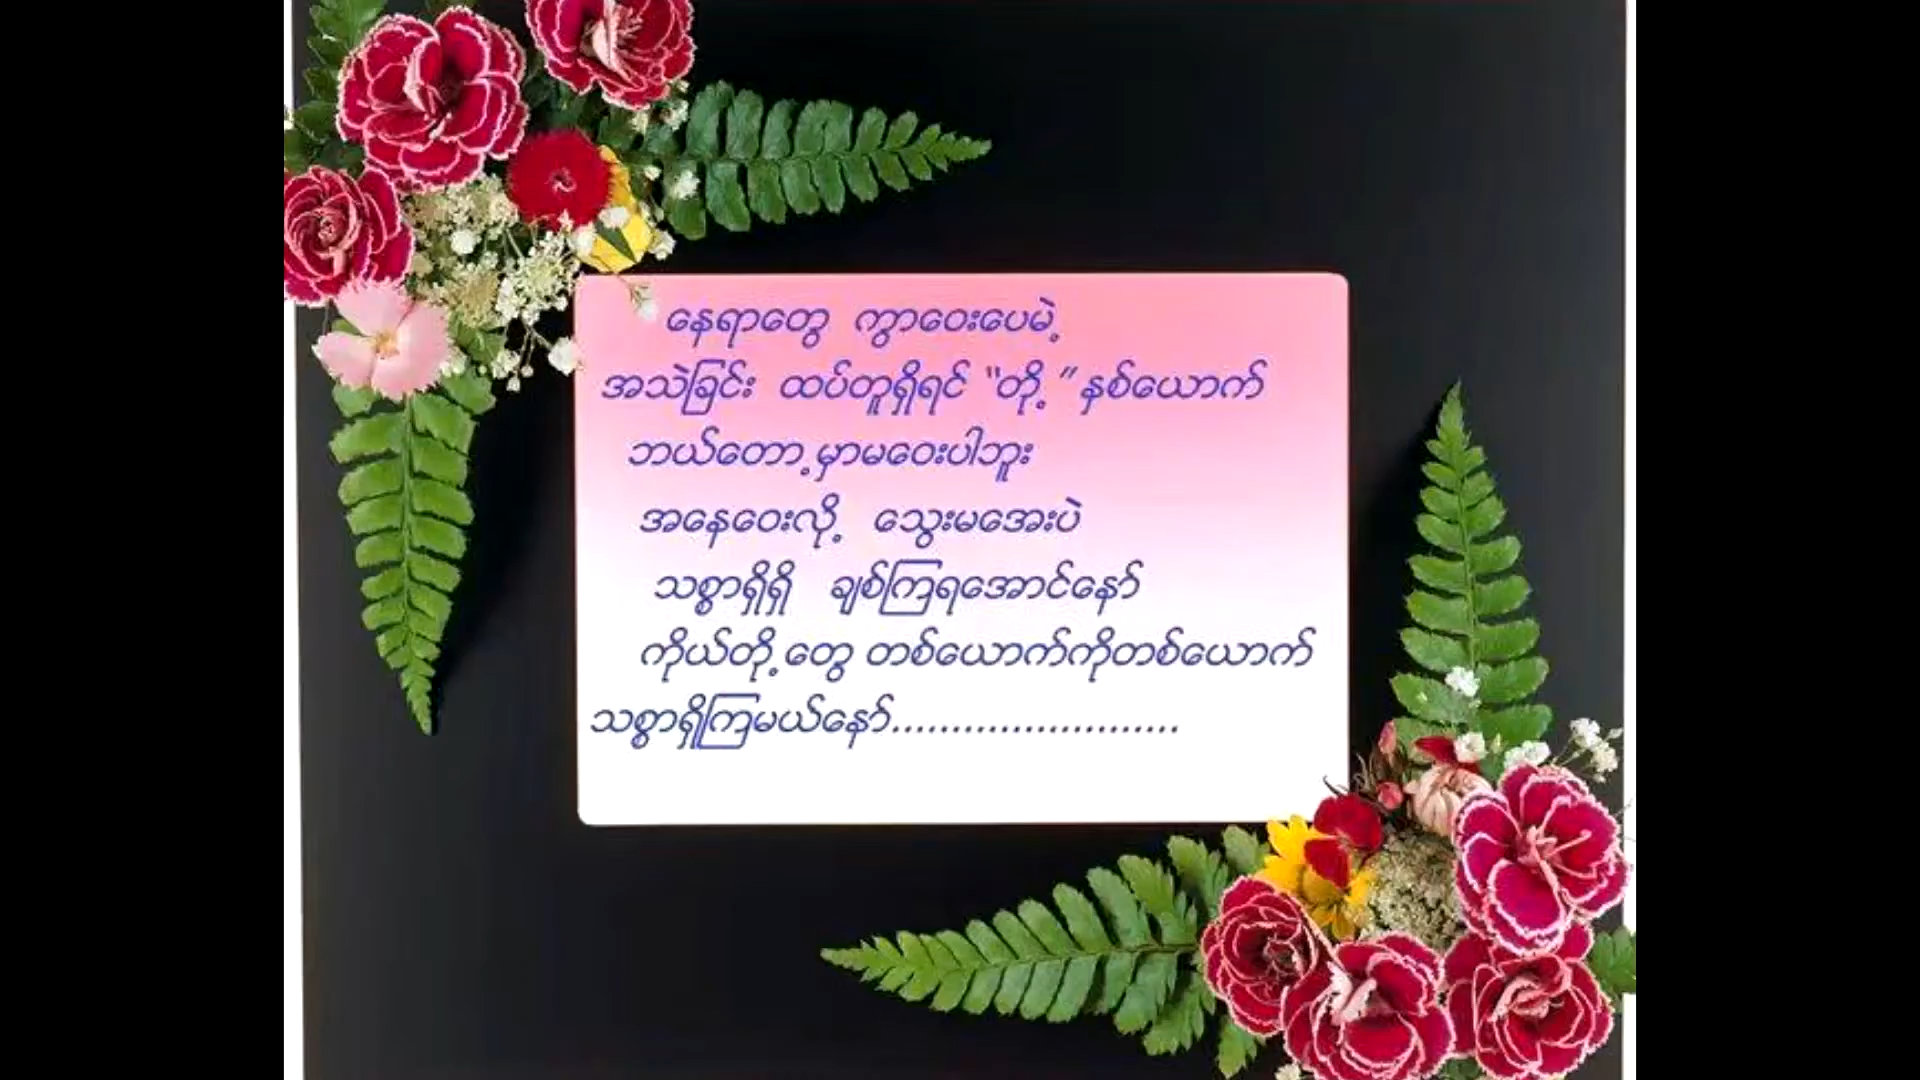 နေရာတွေ ကွာဝေးပေမဲ့
အသဲခြင်း ထပ်တူရှိရင် “တို့” နှစ်ယောက်
ဘယ်တော့မှာမဝေးပါဘူး
အနေဝေးလို့ သွေးမအေးပဲ
သစ္စာရှိရှိ ချစ်ကြရအောင်နော်
ကိုယ်တို့တွေ တစ်ယောက်ကိုတစ်ယောက်
သစ္စာရှိကြမယ်နော်........................